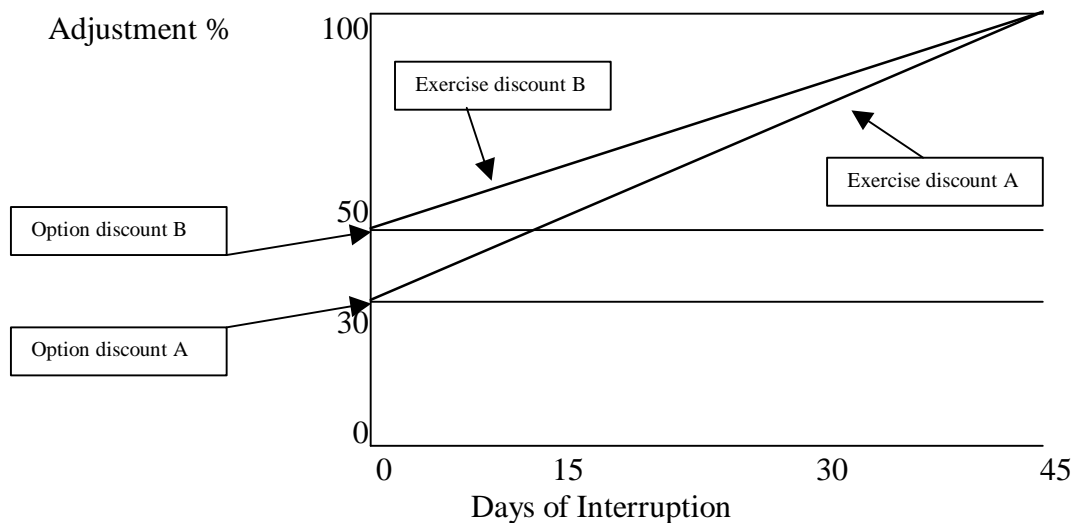 Adjustment %
100
Exercise discount B
Exercise discount A
50
Option discount B
30
Option discount A
0
0 15 30 45
Days of Interruption